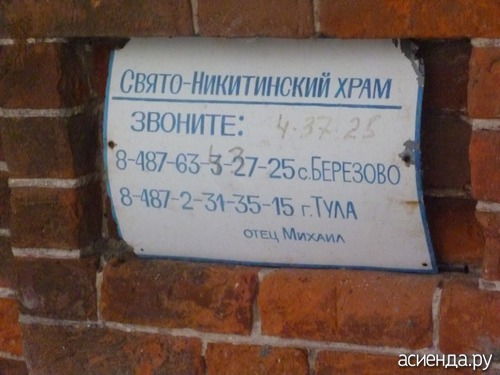 СВЯТО-НИКИТИНСКИЙ ХРАМ
ЗВОНИТЕ: 4-37-25
8-487-63-3-27-25 с. БЕРЕЗОВО
8-487-2-31-35-15 г. ТУЛА
ОТЕЦ МИХАИЛ
асиенда.ру